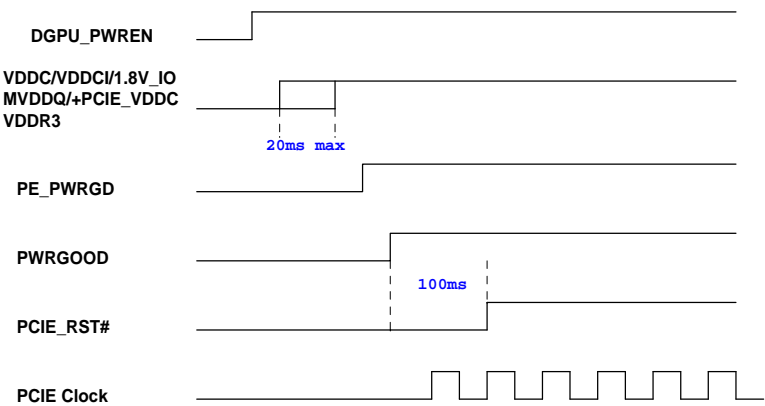 DGPU_PWREN
VDDC/VDDCI/1.8V_IO
MVDDQ/+PCIE_VDDC
VDDR3
20ms max
PE_PWRGD
PWRGOOD
100ms
PCIE_RST#
PCIE Clock